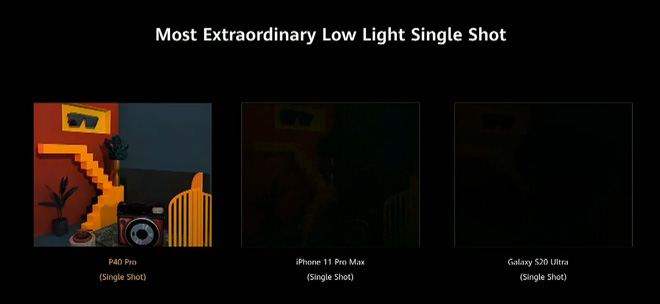 Most Extraordinary Low Light Single Shot
P40 Pro
(Single Shot)
iPhone 11 Pro Max
(Single Shot)
Galaxy S20 Ultra
(Single Shot)